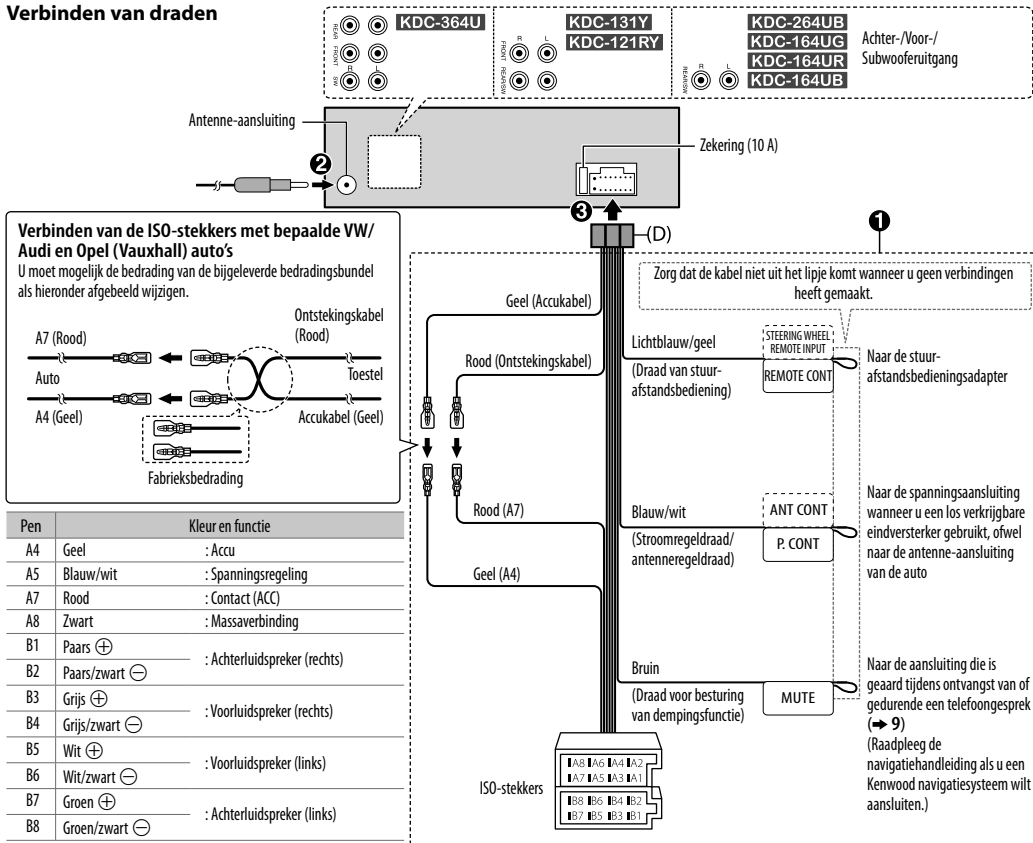 Verbinden van draden
REAR
FRONT
SW
R
L
KDC-364U
FRONT
REAR/SW
R
L
KDC-131Y
KDC-121RY
REAR/SW
R
L
KDC-264UB
KDC-164UG
KDC-164UR
KDC-164UB
Achter-/Voor-/
Subwooferuitgang
Antenne-aansluiting
2
Zekering (10 A)
3
(D)
1
Verbinden van de ISO-stekkers met bepaalde VW/
Audi en Opel (Vauxhall) auto's
U moet mogelijk de bedrading van de bijgeleverde bedradingsbundel
als hieronder afgebeeld wijzigen.
Ontstekingskabel
(Rood)
A7 (Rood)
Auto
Toestel
A4 (Geel)
Accukabel (Geel)
Fabrieksbedrading
Zorg dat de kabel niet uit het lipje komt wanneer u geen verbindingen
heeft gemaakt.
Geel (Accukabel)
Rood (Ontstekingskabel)
Rood (A7)
Geel (A4)
Lichtblauw/geel
(Draad van stuur-
afstandsbediening)
STEERING WHEEL
REMOTE INPUT
REMOTE CONT
Naar de stuur-
afstandsbedieningsadapter
Blauw/wit
(Stroomregeldraad/
antenneregeldraad)
ANT CONT
P. CONT
Naar de spanningsaansluiting
wanneer u een los verkrijgbare
eindversterker gebruikt, ofwel
naar de antenne-aansluiting
van de auto
Bruin
(Draad voor besturing
van dempingsfunctie)
MUTE
Naar de aansluiting die is
geaard tijdens ontvangst van of
gedurende een telefoongesprek
(➡ 9)
(Raadpleeg de
navigatiehandleiding als u een
Kenwood navigatiesysteem wilt
aansluiten.)
Pen Kleur en functie
A4 Geel : Accu
A5 Blauw/wit : Spanningsregeling
A7 Rood : Contact (ACC)
A8 Zwart : Massaverbinding
B1 Paars ⊕ : Achterluidspreker (rechts)
B2 Paars/zwart ⊖
B3 Grijs ⊕ : Voorluidspreker (rechts)
B4 Grijs/zwart ⊖
B5 Wit ⊕ : Voorluidspreker (links)
B6 Wit/zwart ⊖
B7 Groen ⊕ : Achterluidspreker (links)
B8 Groen/zwart ⊖
ISO-stekkers
A8 A6 A4 A2
A7 A5 A3 A1
B8 B6 B4 B2
B7 B5 B3 B1